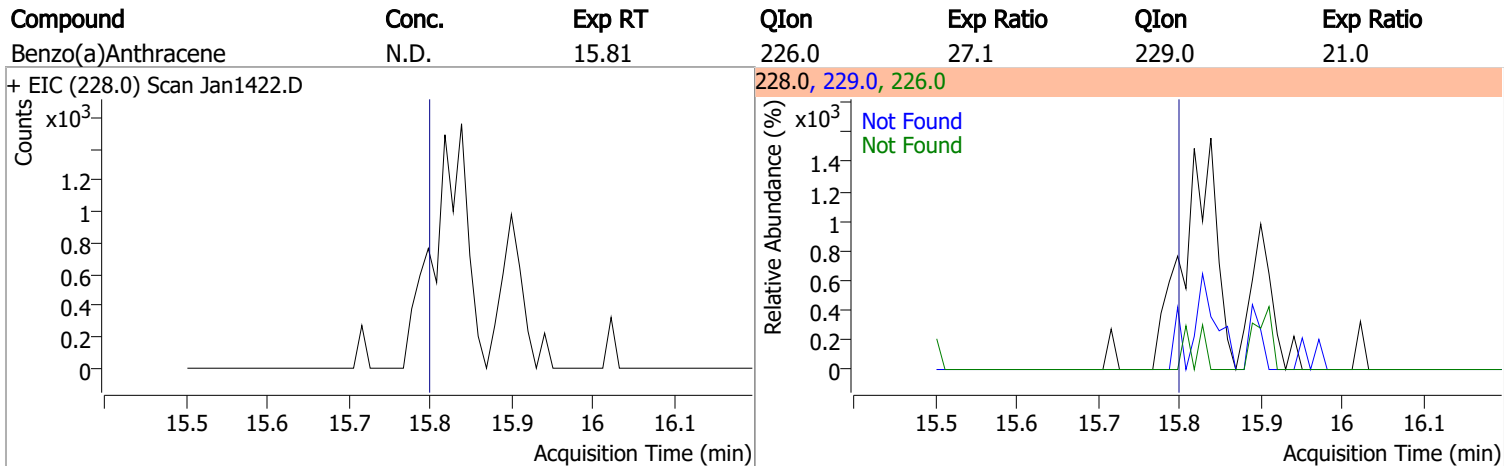 Compound Conc. Exp RT QIon Exp Ratio QIon Exp Ratio
Benzo(a)Anthracene N.D. 15.81 226.0 27.1 229.0 21.0
+ EIC (228.0) Scan Jan1422.D
Counts
x10³
1.2
1
0.8
0.6
0.4
0.2
0
15.5 15.6 15.7 15.8 15.9 16 16.1
Acquisition Time (min)
228.0, 229.0, 226.0
Relative Abundance (%)
x10³
Not Found
Not Found
1.4
1.2
1
0.8
0.6
0.4
0.2
0
15.5 15.6 15.7 15.8 15.9 16 16.1
Acquisition Time (min)